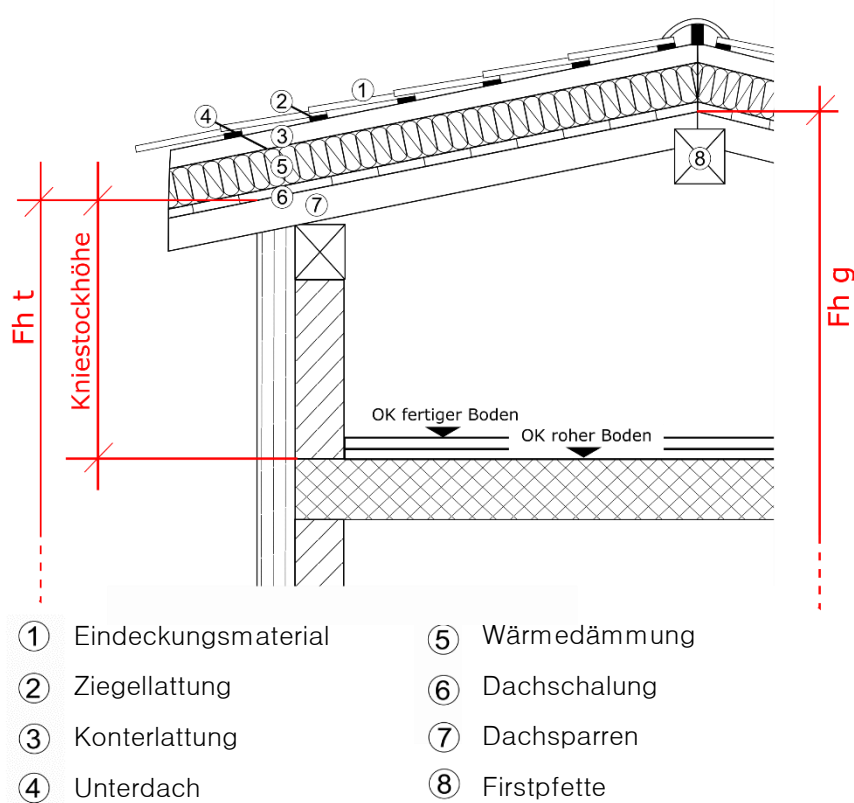 1
2
4
3
5
6
7
8
Fh t
Kniestockhöhe
Fh g
OK fertiger Boden
OK roher Boden
1 Eindeckungsmaterial
2 Ziegellattung
3 Konterlattung
4 Unterdach
5 Wärmedämmung
6 Dachschalung
7 Dachsparren
8 Firstpfette